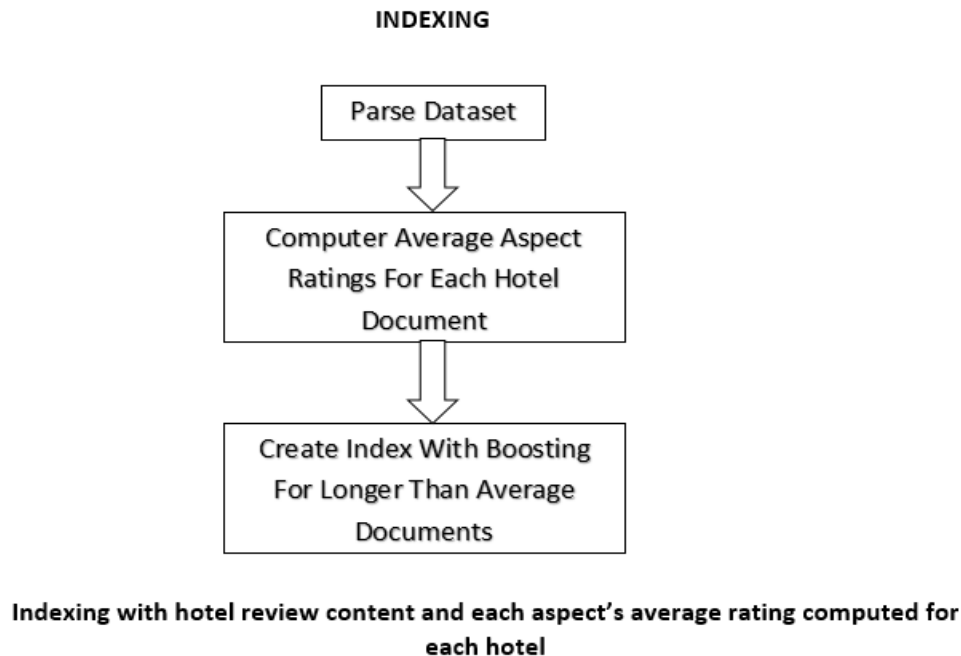 INDEXING
Parse Dataset
Computer Average Aspect
Ratings For Each Hotel
Document
Create Index With Boosting
For Longer Than Average
Documents
Indexing with hotel review content and each aspect’s average rating computed for
each hotel